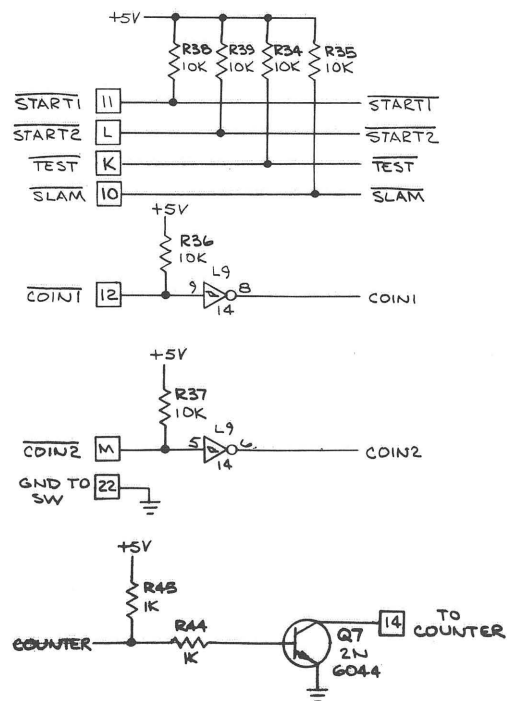 +5V
R38 10K R39 10K R34 10K R35 10K
START1 11 START1
START2 L START2
TEST K TEST
SLAM 10 SLAM
+5V
R36
10K
L9
COIN1 12 9 8 COIN1
14
+5V
R37
10K
L9
COIN2 M 5 6 COIN2
14
GND TO SW 22
+5V
R45
1K
COUNTER R44 1K
Q7
2N
6044
14 TO COUNTER